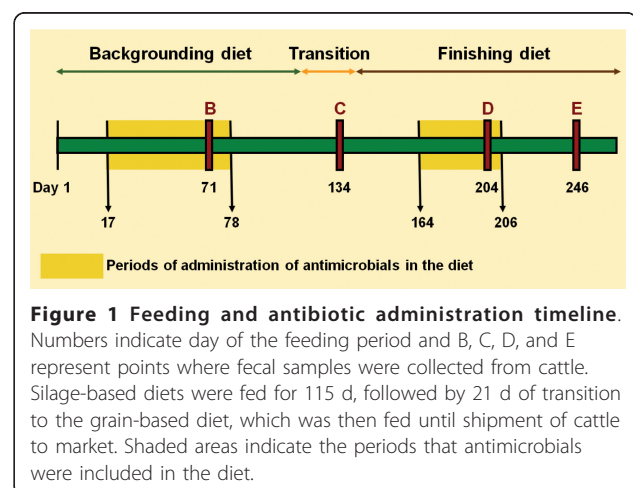 Backgrounding diet Transition Finishing diet
B C D E
Day 1 71 134 204 246
17 78 164 206
Periods of administration of antimicrobials in the diet
Figure 1 Feeding and antibiotic administration timeline.
Numbers indicate day of the feeding period and B, C, D, and E
represent points where fecal samples were collected from cattle.
Silage-based diets were fed for 115 d, followed by 21 d of transition
to the grain-based diet, which was then fed until shipment of cattle
to market. Shaded areas indicate the periods that antimicrobials
were included in the diet.